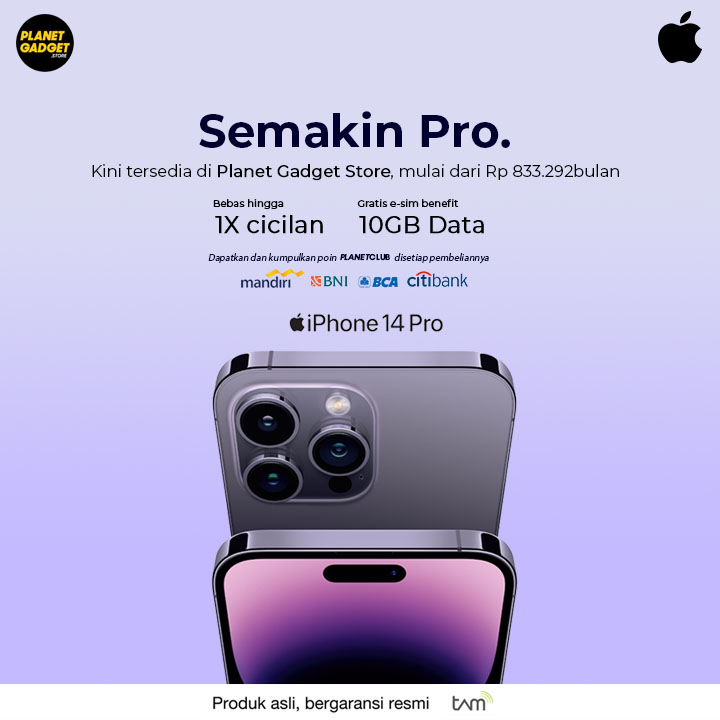 PLANET
GADGET
.STORE
Semakin Pro.
Kini tersedia di Planet Gadget Store, mulai dari Rp 833.292bulan
Bebas hingga
1X cicilan
Gratis e-sim benefit
10GB Data
Dapatkan dan kumpulkan poin PLANETCLUB disetiap pembeliannya
mandiri BNI BCA citibank
iPhone 14 Pro
Produk asli, bergaransi resmi tam